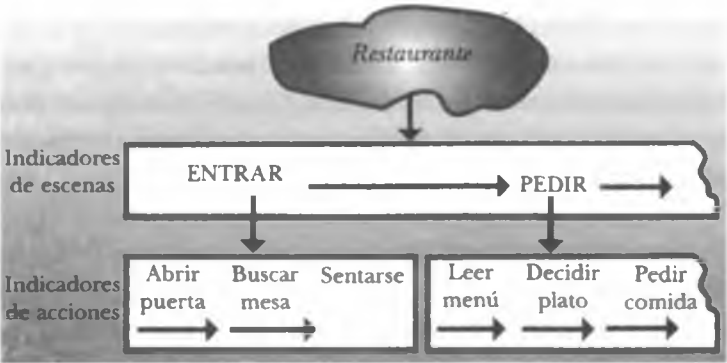 Restaurante
Indicadores
de escenas
ENTRAR
PEDIR
Indicadores
de acciones
Abrir
puerta
Buscar
mesa
Sentarse
Leer
menú
Decidir
plato
Pedir
comida